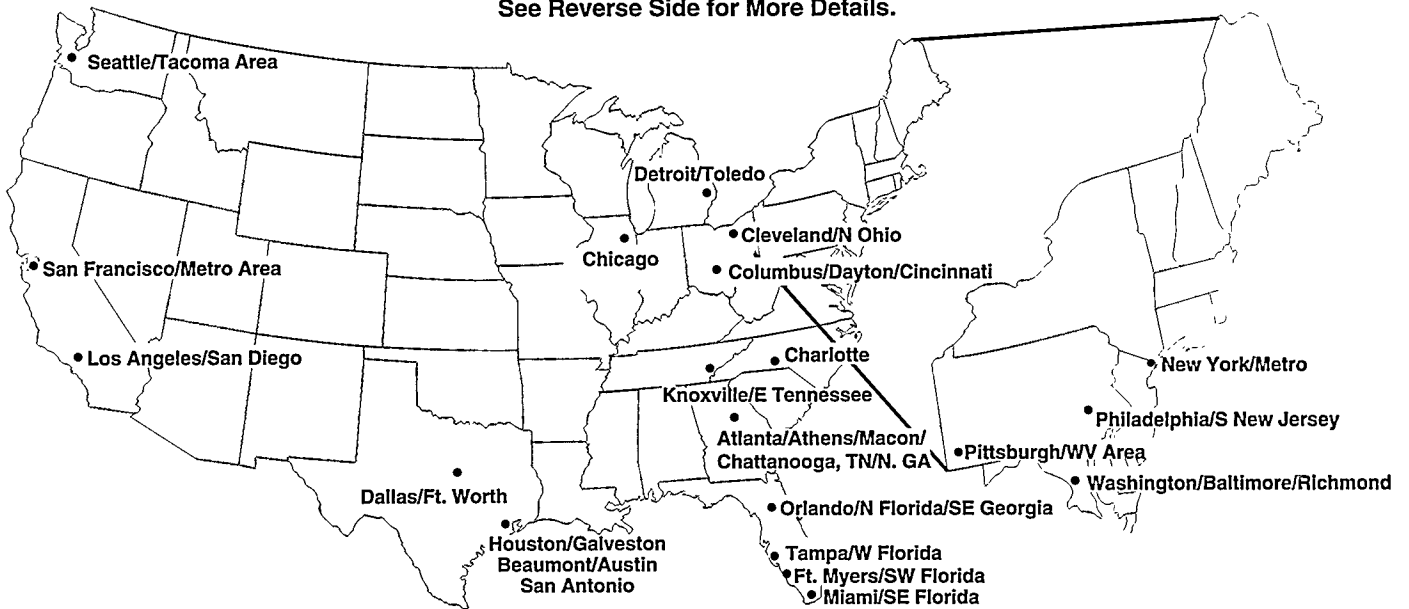 See Reverse Side for More Details.
Seattle/Tacoma Area
Detroit/Toledo
Cleveland/N Ohio
Chicago
Columbus/Dayton/Cincinnati
San Francisco/Metro Area
Los Angeles/San Diego
Charlotte
New York/Metro
Knoxville/E Tennessee
Philadelphia/S New Jersey
Atlanta/Athens/Macon/
Chattanooga, TN/N. GA
Pittsburgh/WV Area
Washington/Baltimore/Richmond
Dallas/Ft. Worth
Orlando/N Florida/SE Georgia
Houston/Galveston
Beaumont/Austin
San Antonio
Tampa/W Florida
Ft. Myers/SW Florida
Miami/SE Florida